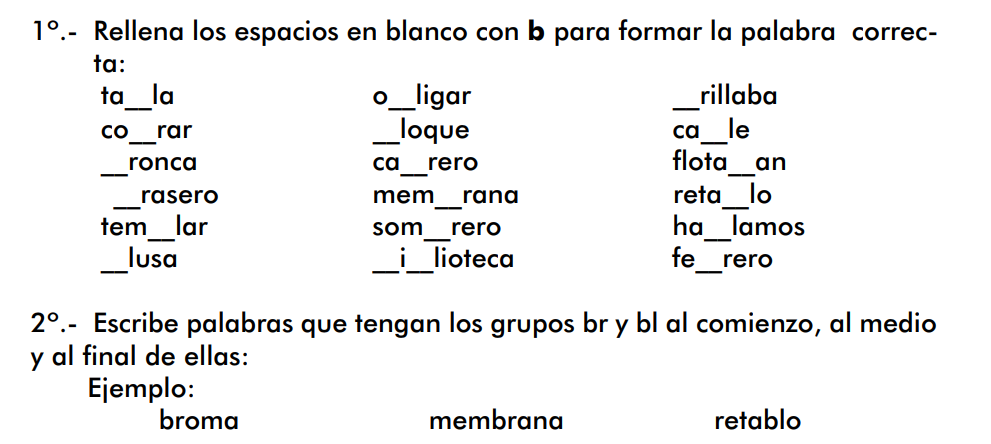 1º.- Rellena los espacios en blanco con b para formar la palabra correc-
ta:
ta__la o__ligar __rillaba
co__rar __loque ca__le
__ronca ca__rero flota__an
__rasero mem__rana reta__lo
tem__lar som__rero ha__lamos
__lusa __i__lioteca fe__rero
2º.- Escribe palabras que tengan los grupos br y bl al comienzo, al medio
y al final de ellas:
Ejemplo:
broma membrana retablo